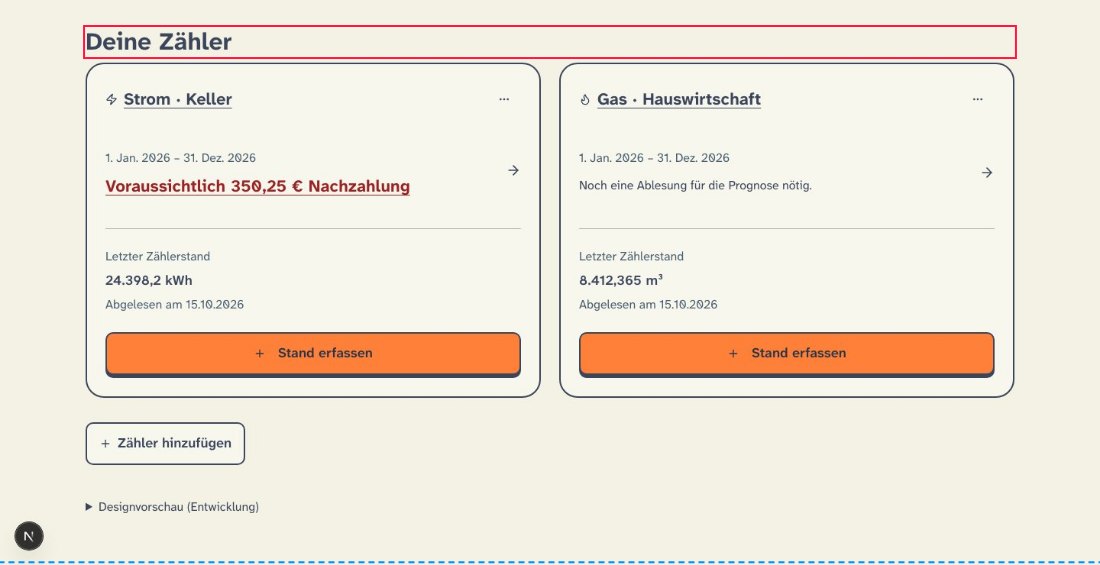 Deine Zähler
Strom · Keller
...
1. Jan. 2026 – 31. Dez. 2026
Voraussichtlich 350,25 € Nachzahlung
Letzter Zählerstand
24.398,2 kWh
Abgelesen am 15.10.2026
+ Stand erfassen
Gas · Hauswirtschaft
...
1. Jan. 2026 – 31. Dez. 2026
Noch eine Ablesung für die Prognose nötig.
Letzter Zählerstand
8.412,365 m³
Abgelesen am 15.10.2026
+ Stand erfassen
+ Zähler hinzufügen
Designvorschau (Entwicklung)
N